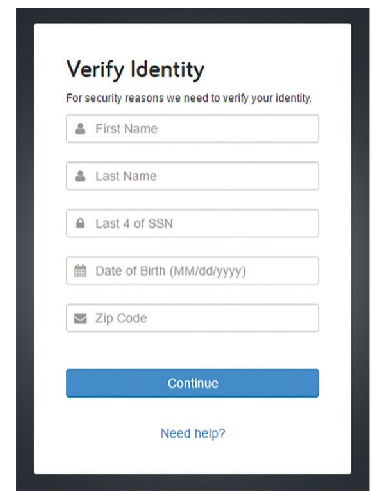 Verify Identity
For security reasons we need to verify your identity.
First Name
Last Name
Last 4 of SSN
Date of Birth (MM/dd/yyyy)
Zip Code
Continue
Need help?